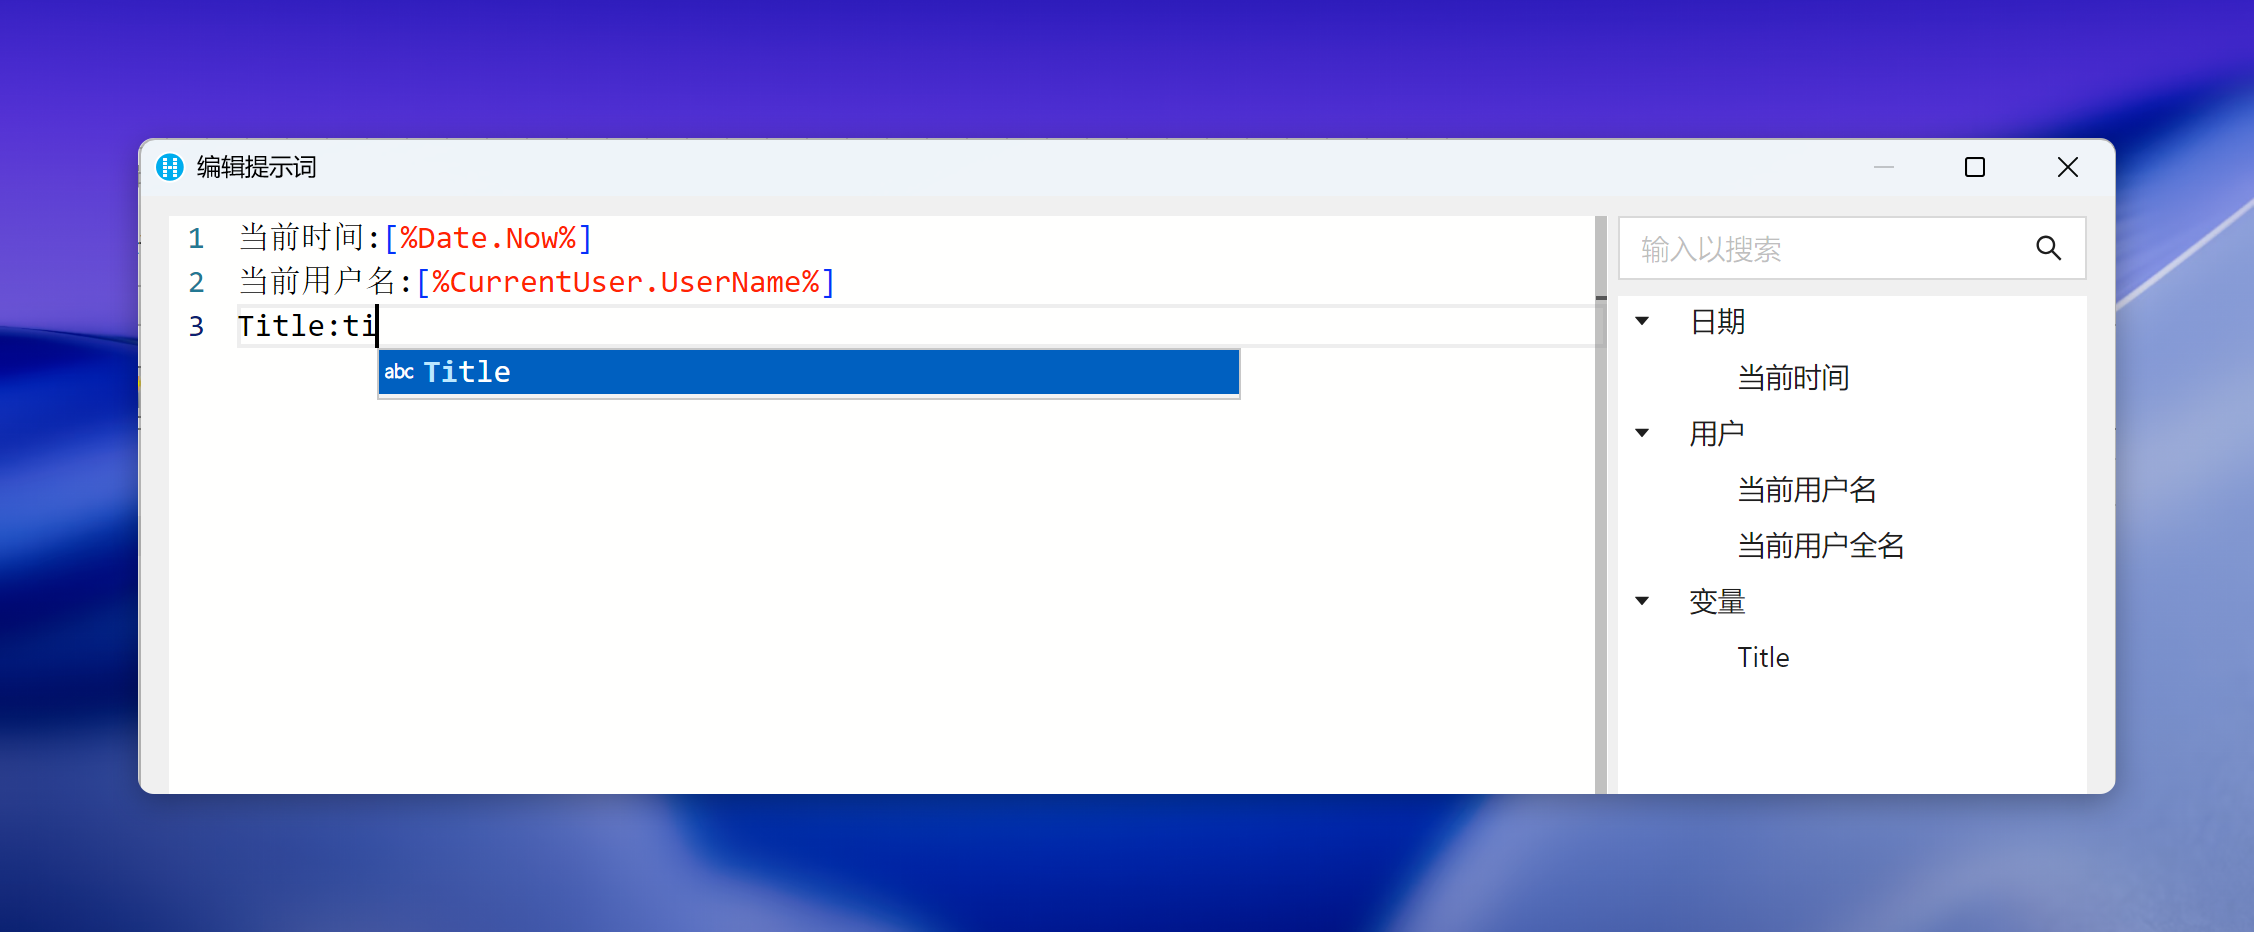 编辑提示词
1 当前时间:[%Date.Now%]
2 当前用户名:[%CurrentUser.UserName%]
3 Title:ti
abc Title
输入以搜索
日期
当前时间
用户
当前用户名
当前用户全名
变量
Title